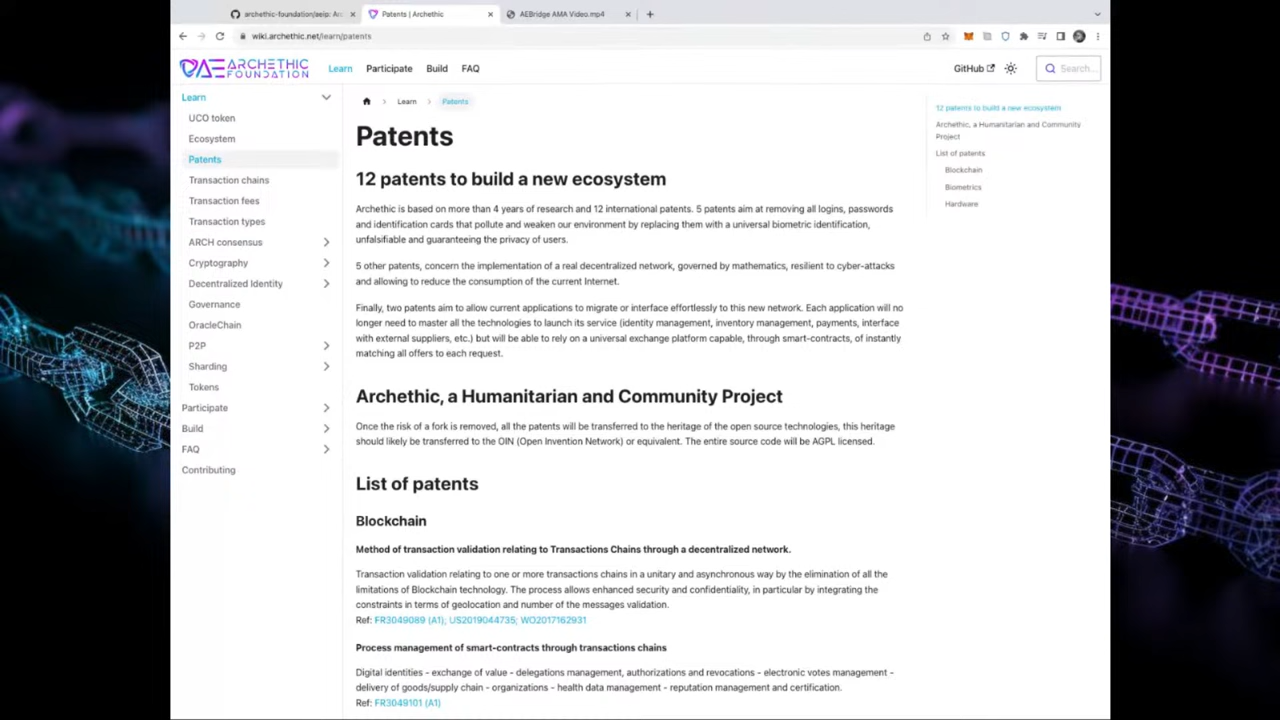 archethic-foundation/aeip: Arc
Patents | Archethic
AEBridge AMA Video.mp4
wiki.archethic.net/learn/patents
ARCHETHIC
FOUNDATION
Learn
Participate
Build
FAQ
GitHub
Search...
Learn
UCO token
Ecosystem
Patents
Transaction chains
Transaction fees
Transaction types
ARCH consensus
Cryptography
Decentralized Identity
Governance
OracleChain
P2P
Sharding
Tokens
Participate
Build
FAQ
Contributing
Learn
Patents
Patents
12 patents to build a new ecosystem
Archethic is based on more than 4 years of research and 12 international patents. 5 patents aim at removing all logins, passwords
and identification cards that pollute and weaken our environment by replacing them with a universal biometric identification,
unfalsifiable and guaranteeing the privacy of users.
5 other patents, concern the implementation of a real decentralized network, governed by mathematics, resilient to cyber-attacks
and allowing to reduce the consumption of the current Internet.
Finally, two patents aim to allow current applications to migrate or interface effortlessly to this new network. Each application will no
longer need to master all the technologies to launch its service (identity management, inventory management, payments, interface
with external suppliers, etc.) but will be able to rely on a universal exchange platform capable, through smart-contracts, of instantly
matching all offers to each request.
Archethic, a Humanitarian and Community Project
Once the risk of a fork is removed, all the patents will be transferred to the heritage of the open source technologies, this heritage
should likely be transferred to the OIN (Open Invention Network) or equivalent. The entire source code will be AGPL licensed.
List of patents
Blockchain
Method of transaction validation relating to Transactions Chains through a decentralized network.
Transaction validation relating to one or more transactions chains in a unitary and asynchronous way by the elimination of all the
limitations of Blockchain technology. The process allows enhanced security and confidentiality, in particular by integrating the
constraints in terms of geolocation and number of the messages validation.
Ref: FR3049089 (A1); US2019044735; WO2017162931
Process management of smart-contracts through transactions chains
Digital identities - exchange of value - delegations management, authorizations and revocations - electronic votes management -
delivery of goods/supply chain - organizations - health data management - reputation management and certification.
Ref: FR3049101 (A1)
12 patents to build a new ecosystem
Archethic, a Humanitarian and Community
Project
List of patents
Blockchain
Biometrics
Hardware